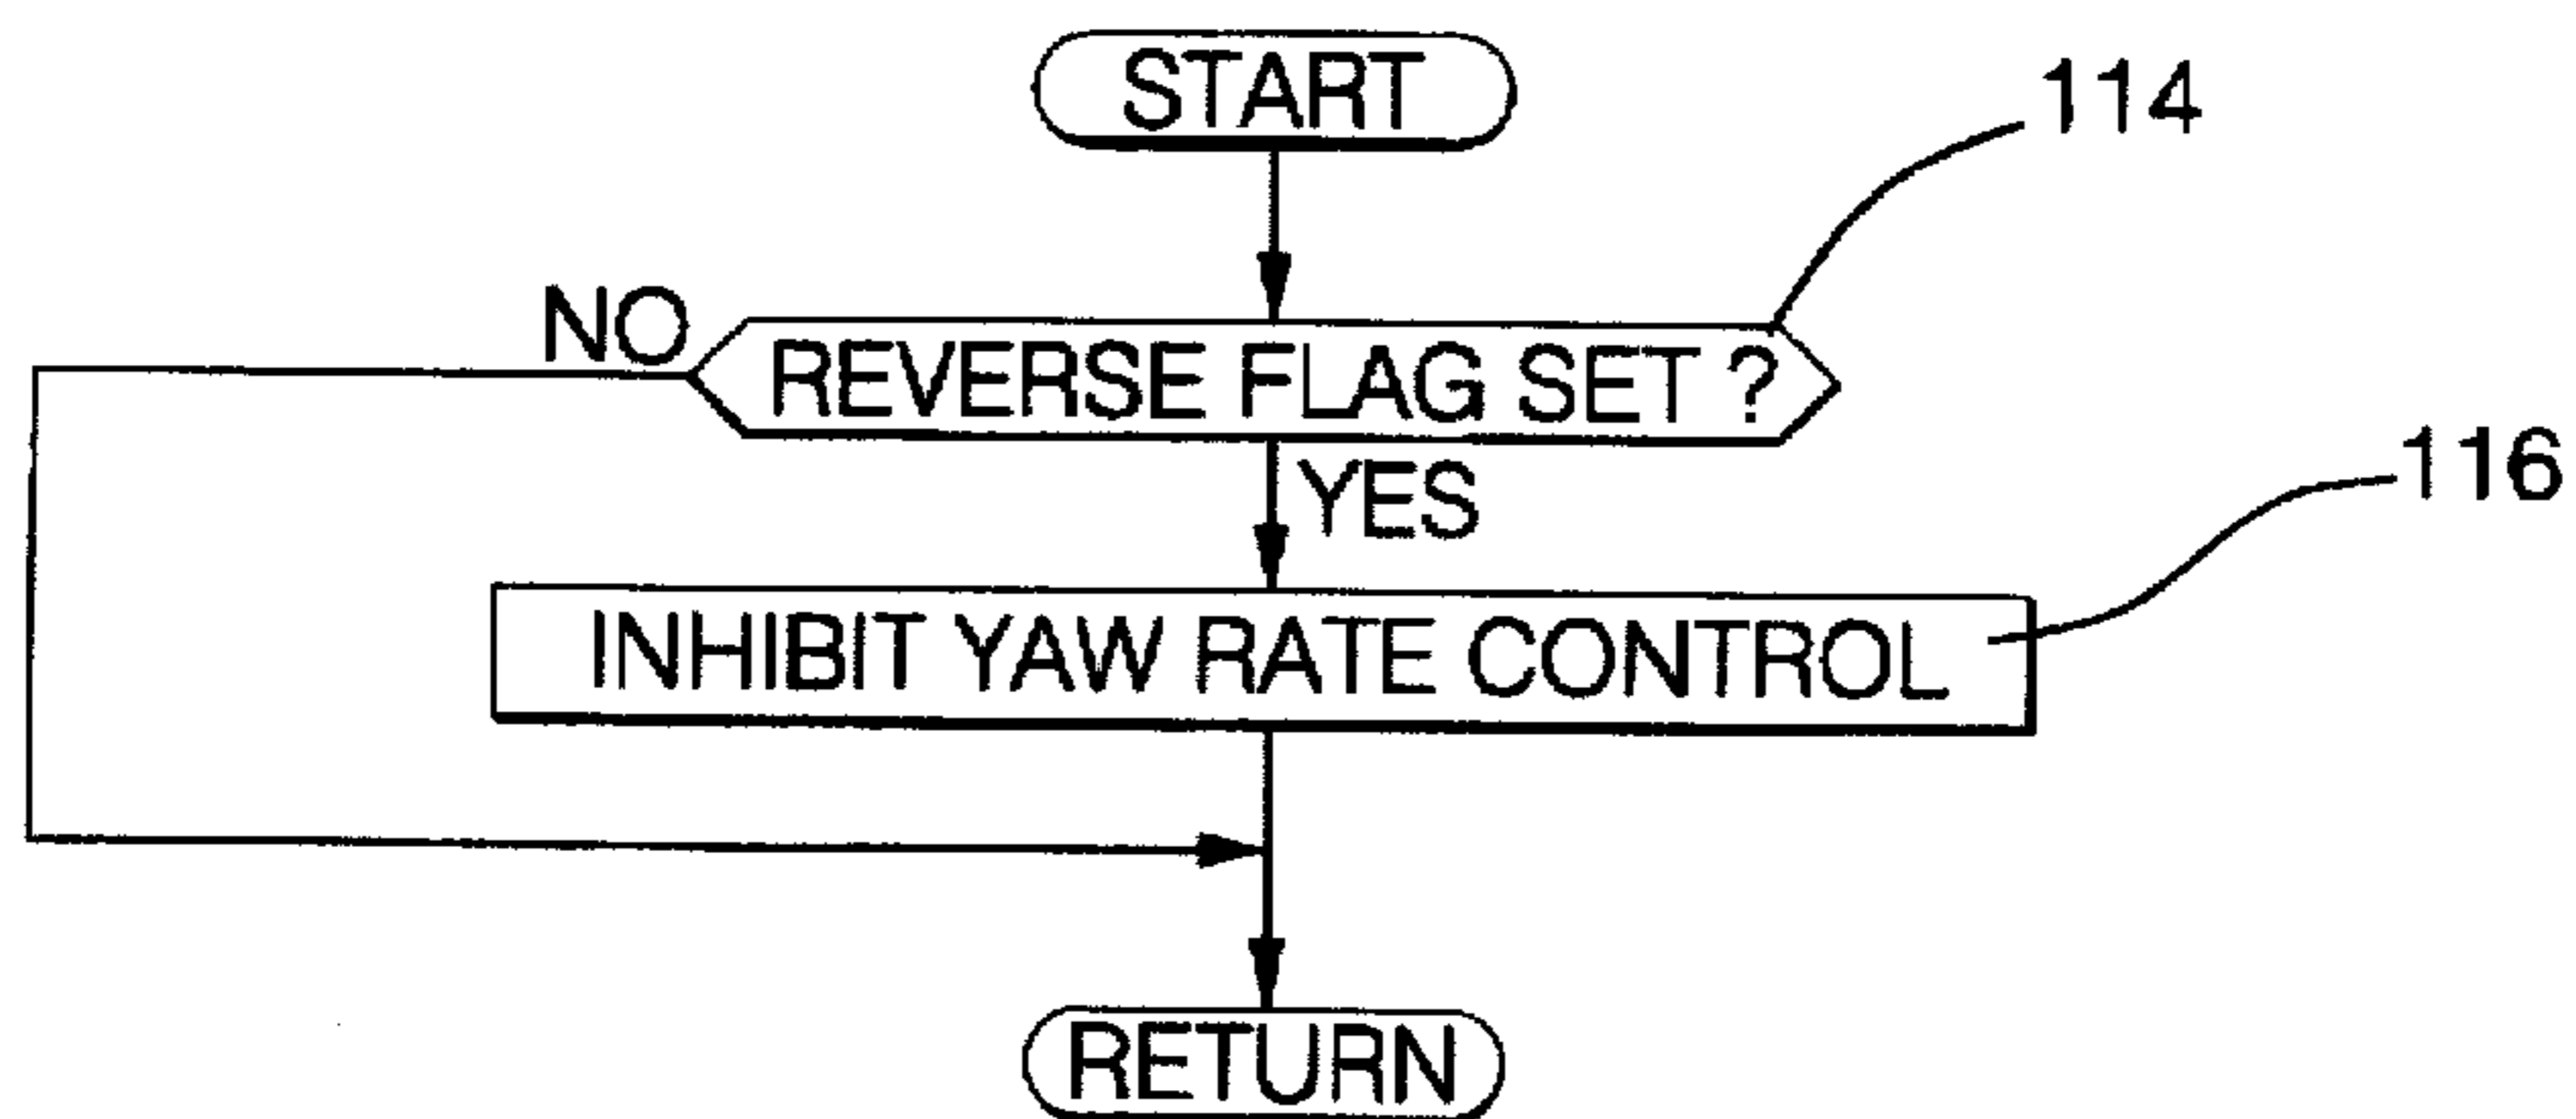 START
114
NO
REVERSE FLAG SET ?
YES
116
INHIBIT YAW RATE CONTROL
RETURN